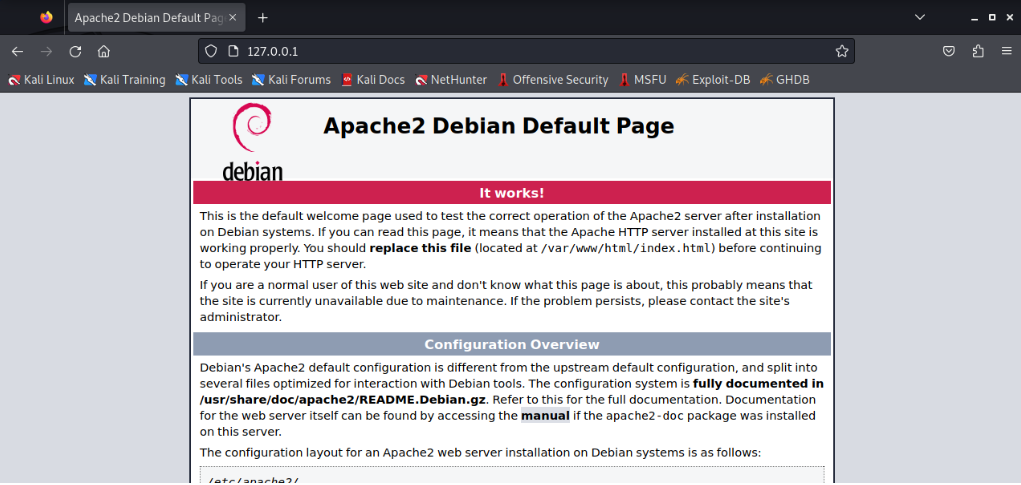 Apache2 Debian Default Pag
127.0.0.1
Kali Linux Kali Training Kali Tools Kali Forums Kali Docs NetHunter Offensive Security MSFU Exploit-DB GHDB
debian
Apache2 Debian Default Page
It works!
This is the default welcome page used to test the correct operation of the Apache2 server after installation
on Debian systems. If you can read this page, it means that the Apache HTTP server installed at this site is
working properly. You should replace this file (located at /var/www/html/index.html) before continuing
to operate your HTTP server.
If you are a normal user of this web site and don't know what this page is about, this probably means that
the site is currently unavailable due to maintenance. If the problem persists, please contact the site's
administrator.
Configuration Overview
Debian's Apache2 default configuration is different from the upstream default configuration, and split into
several files optimized for interaction with Debian tools. The configuration system is fully documented in
/usr/share/doc/apache2/README.Debian.gz. Refer to this for the full documentation. Documentation
for the web server itself can be found by accessing the manual if the apache2-doc package was installed
on this server.
The configuration layout for an Apache2 web server installation on Debian systems is as follows:
/etc/apache2/